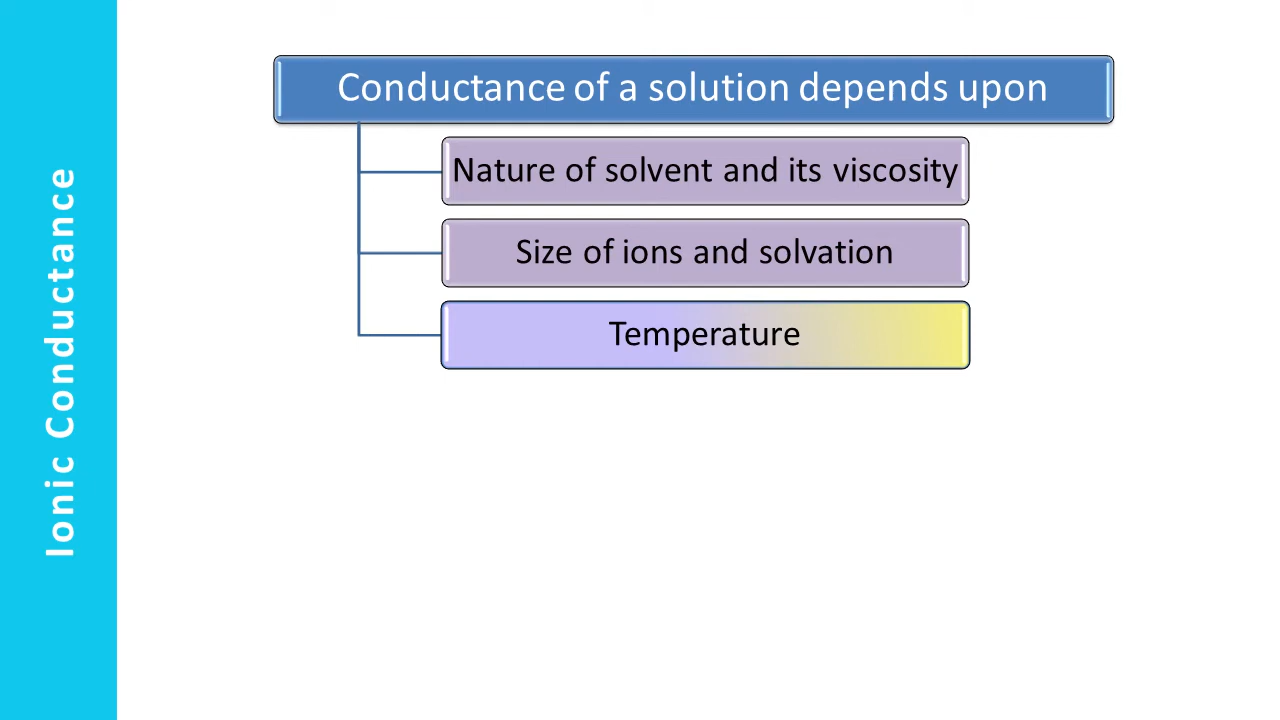 Ionic Conductance
Conductance of a solution depends upon
Nature of solvent and its viscosity
Size of ions and solvation
Temperature